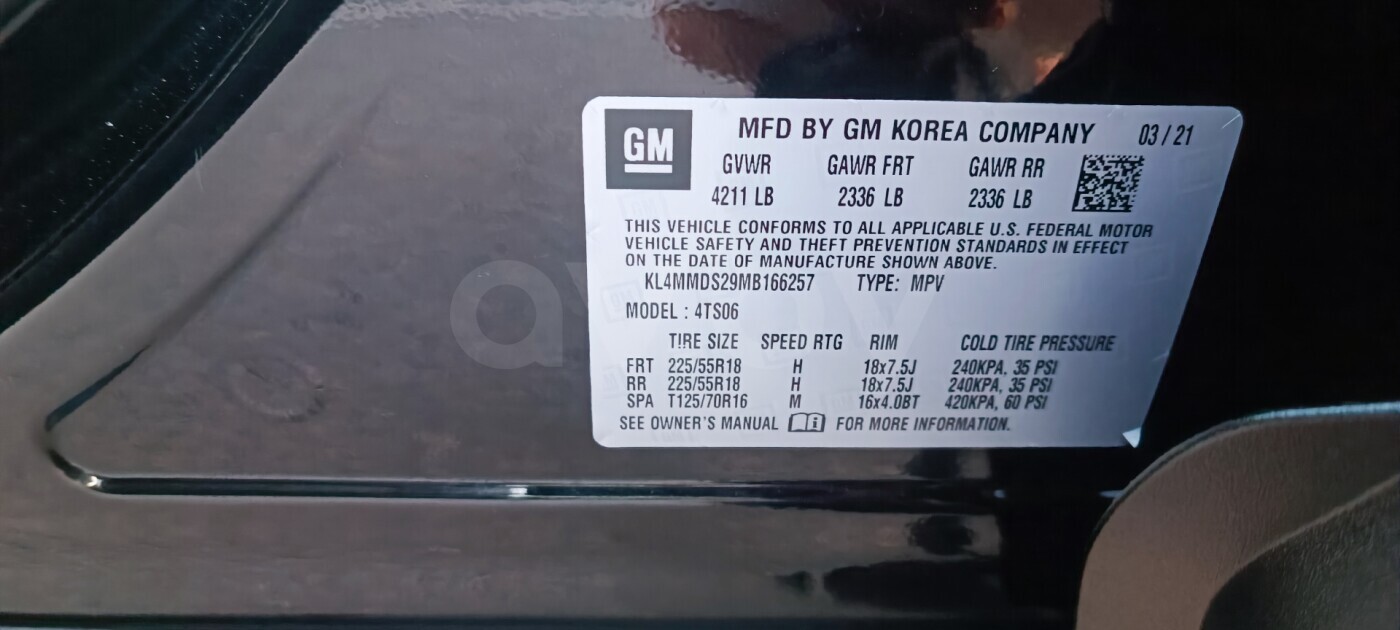 GM MFD BY GM KOREA COMPANY 03/21
GVWR GAWR FRT GAWR RR
4211 LB 2336 LB 2336 LB
THIS VEHICLE CONFORMS TO ALL APPLICABLE U.S. FEDERAL MOTOR
VEHICLE SAFETY AND THEFT PREVENTION STANDARDS IN EFFECT
ON THE DATE OF MANUFACTURE SHOWN ABOVE.
KL4MMDS29MB166257 TYPE: MPV
MODEL : 4TS06
TIRE SIZE SPEED RTG RIM COLD TIRE PRESSURE
FRT 225/55R18 H 18x7.5J 240KPA, 35 PSI
RR 225/55R18 H 18x7.5J 240KPA, 35 PSI
SPA T125/70R16 M 16x4.0BT 420KPA, 60 PSI
SEE OWNER'S MANUAL FOR MORE INFORMATION.